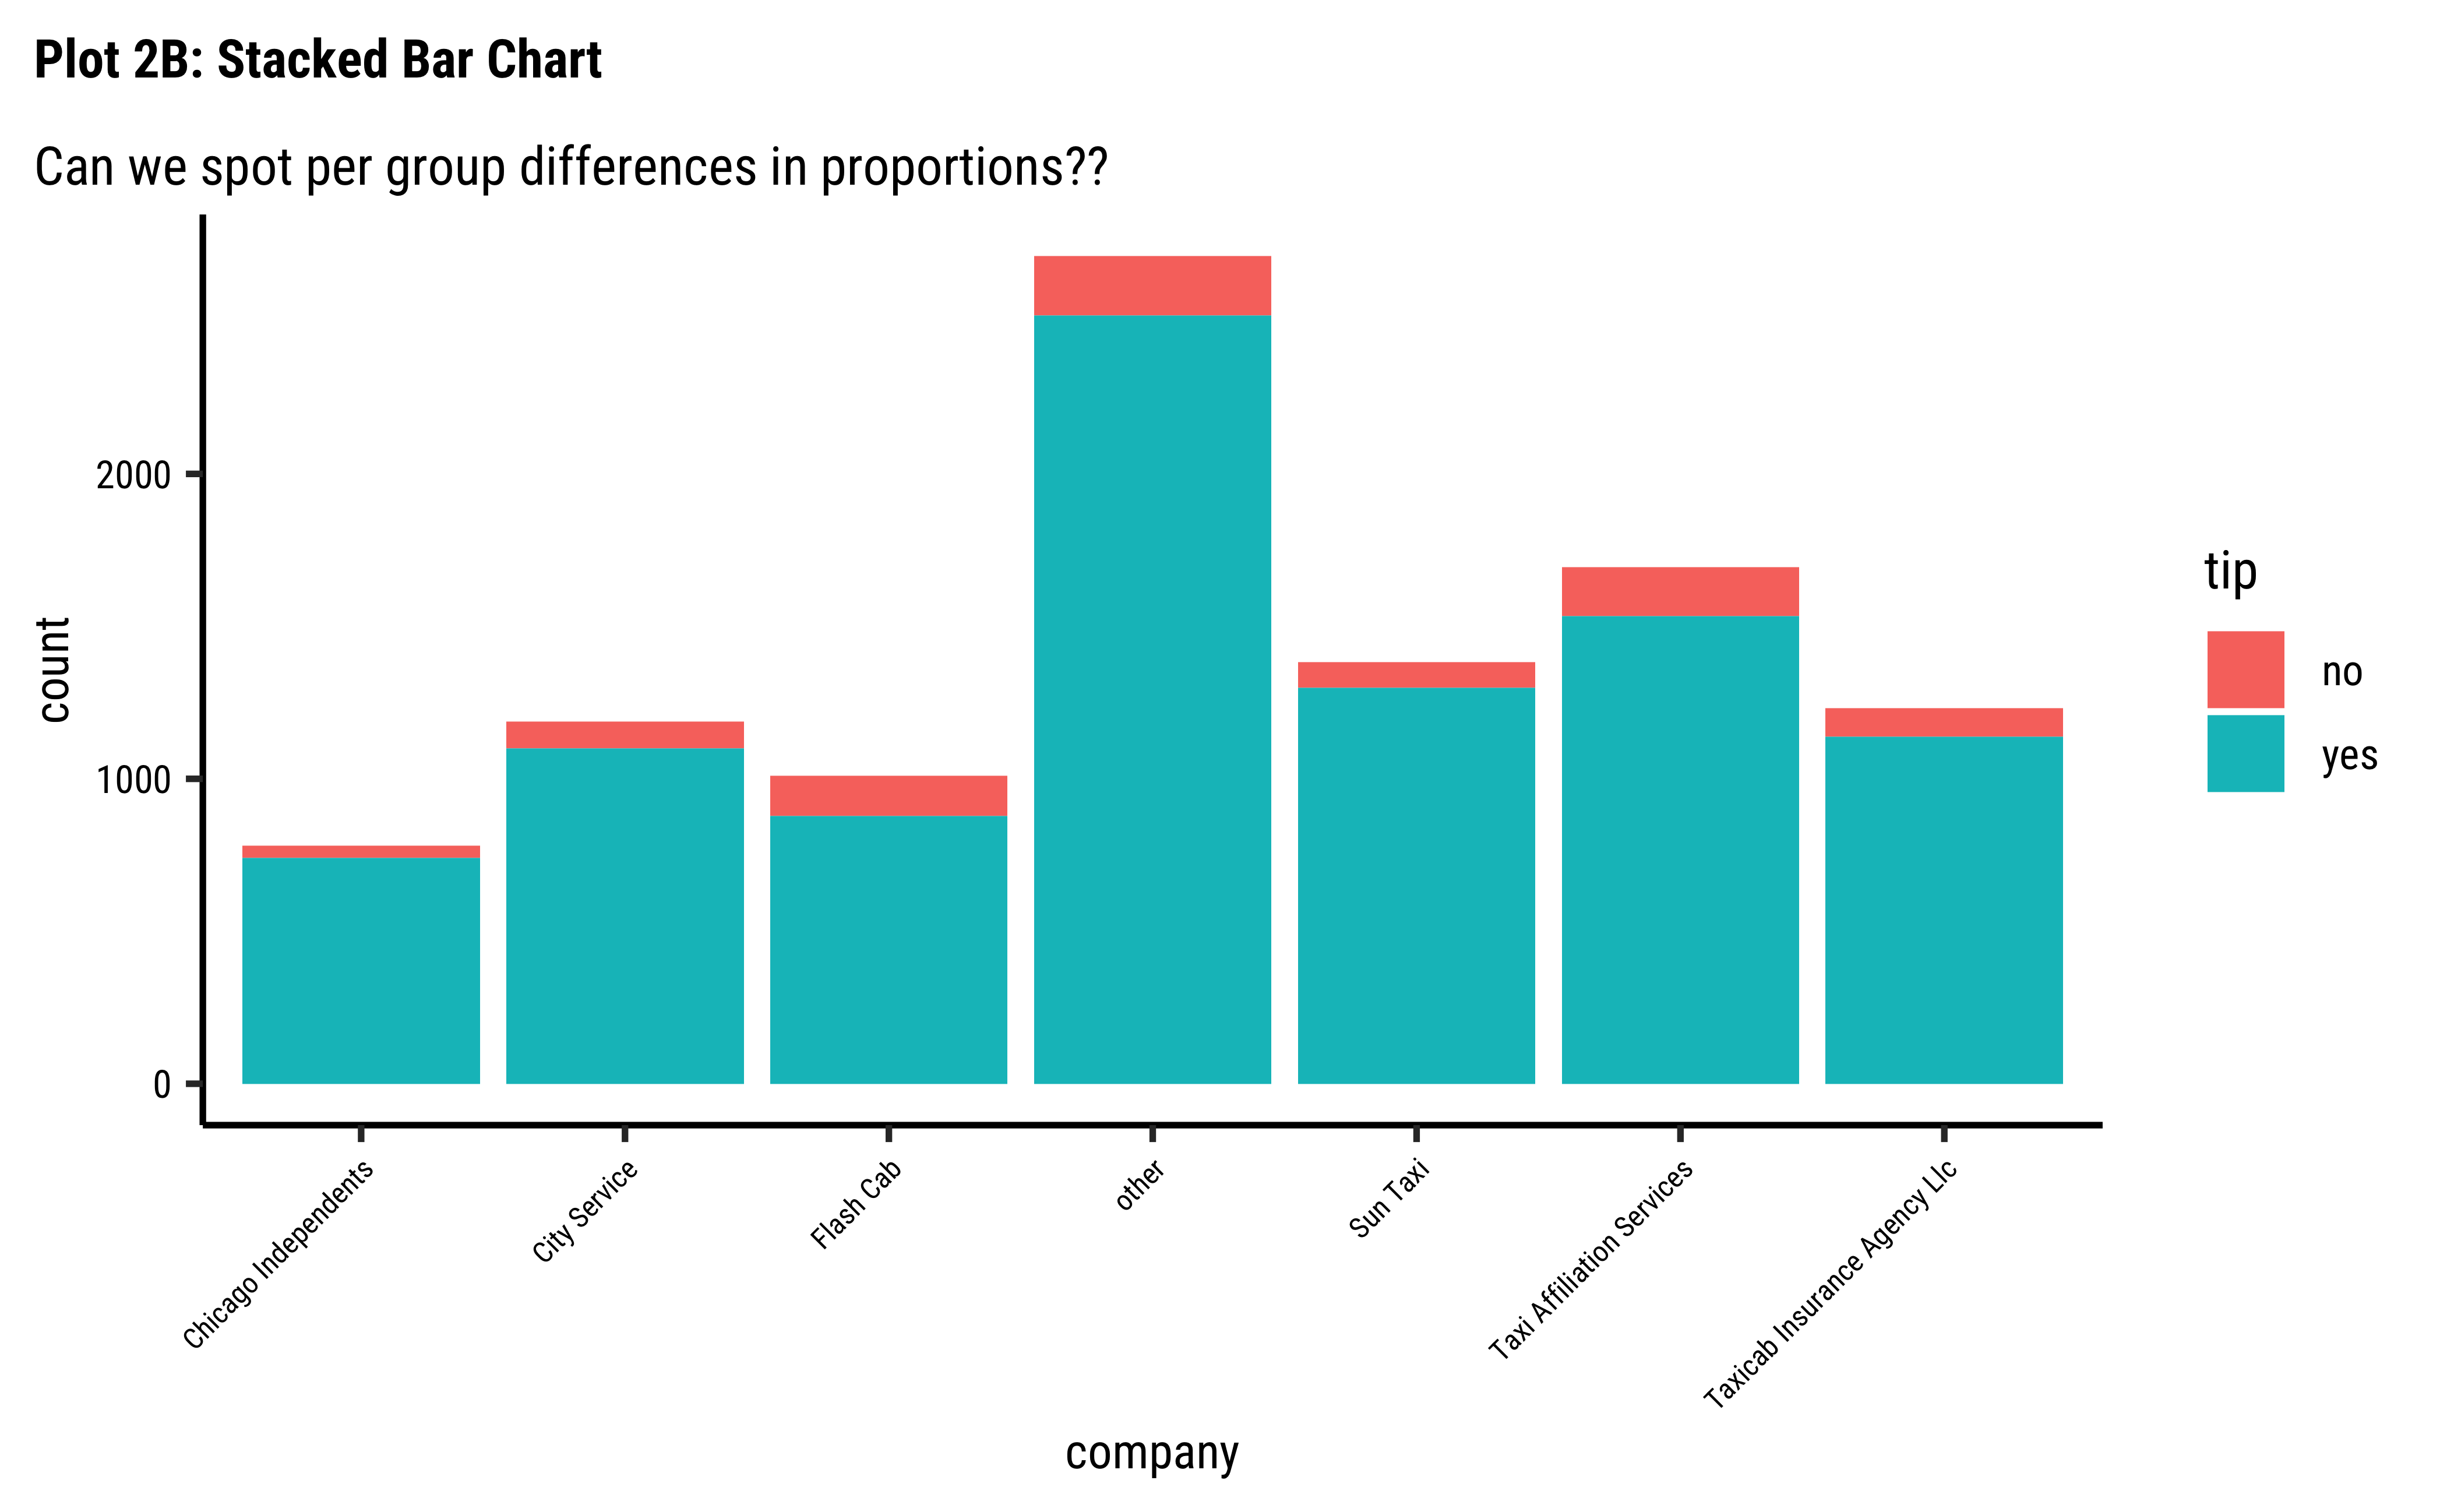 Plot 2B: Stacked Bar Chart
Can we spot per group differences in proportions??
count
2000
1000
0
Chicago Independents
City Service
Flash Cab
other
Sun Taxi
Taxi Affiliation Services
Taxicab Insurance Agency Llc
company
tip
no
yes